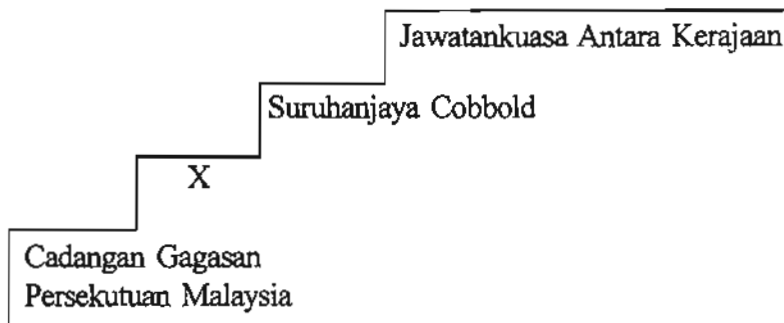 Jawatankuasa Antara Kerajaan
Suruhanjaya Cobbold
X
Cadangan Gagasan
Persekutuan Malaysia